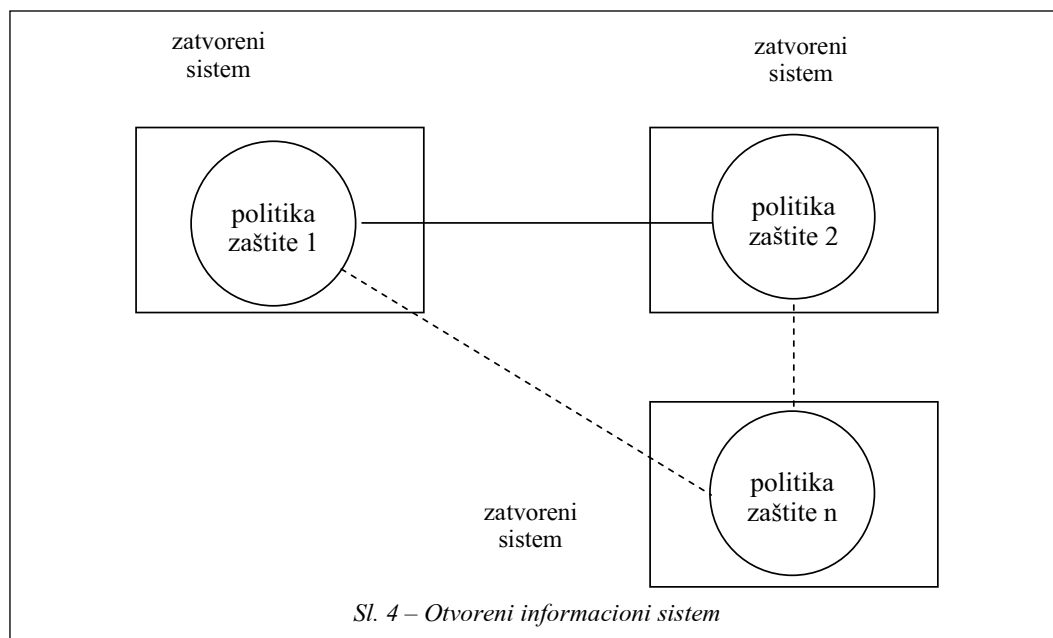 zatvoreni
sistem
zatvoreni
sistem
politika
zaštite 1
politika
zaštite 2
politika
zaštite n
zatvoreni
sistem
Sl. 4 – Otvoreni informacioni sistem